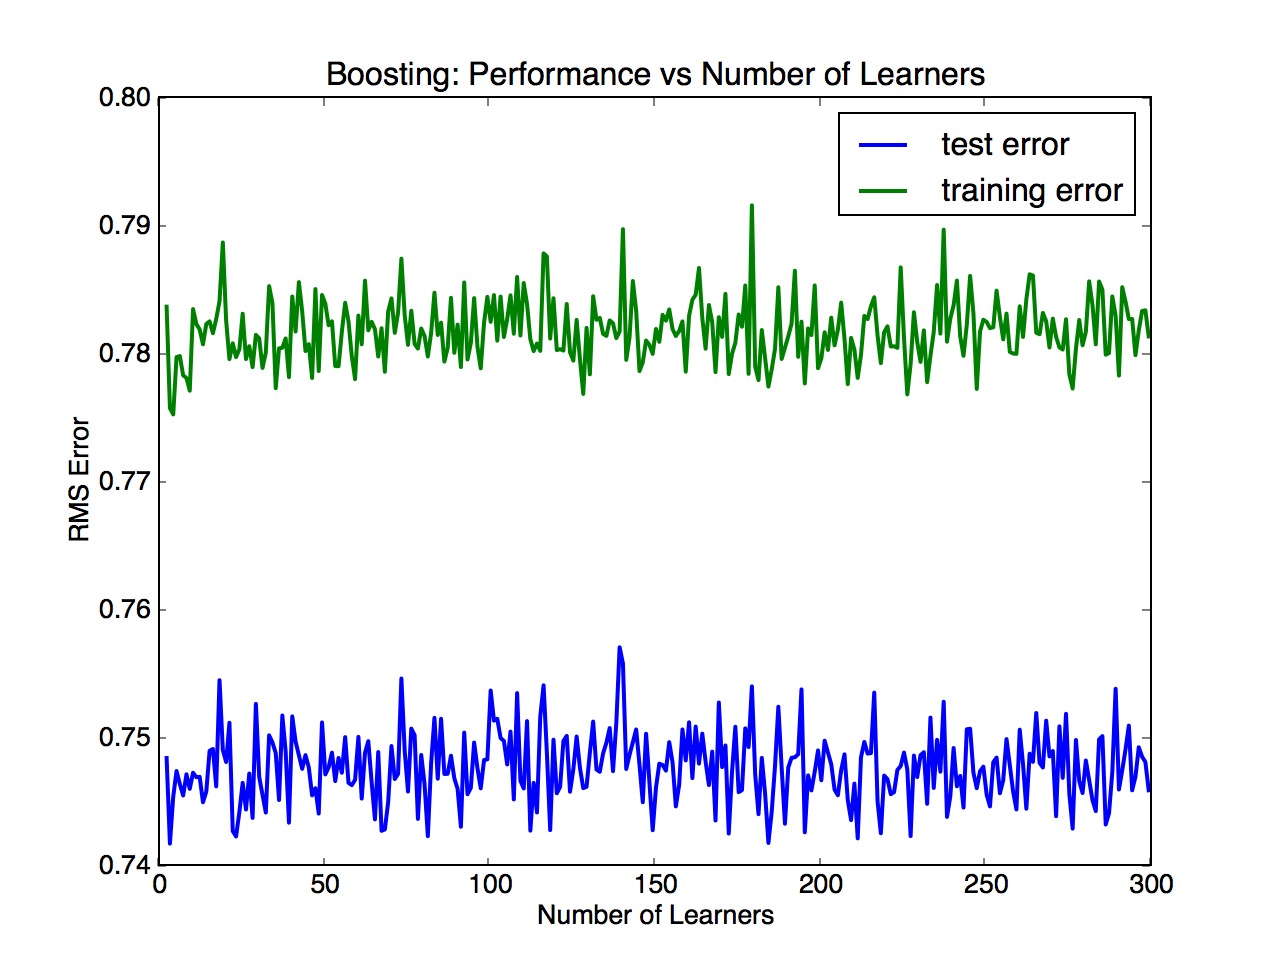 Boosting: Performance vs Number of Learners
test error
training error
0.80
0.79
0.78
0.77
0.76
0.75
0.74
RMS Error
0 50 100 150 200 250 300
Number of Learners